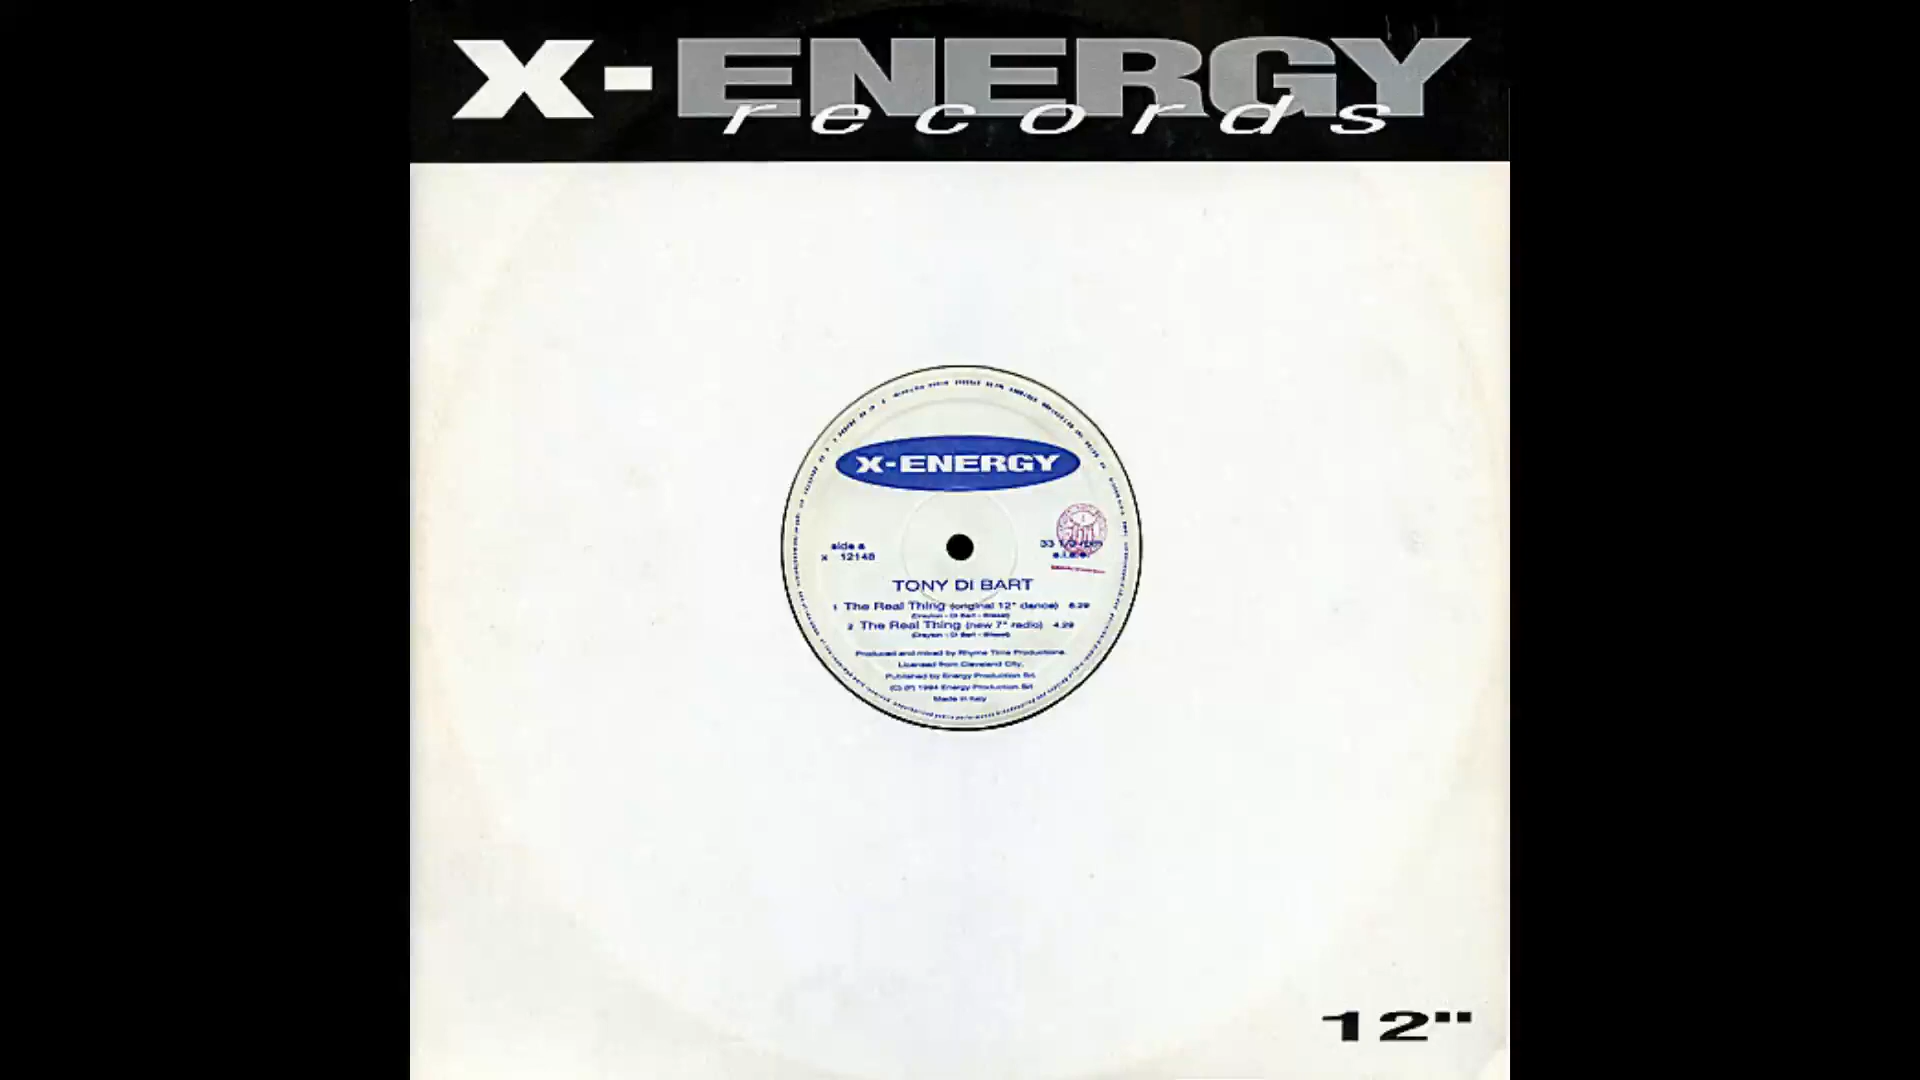 X-ENERGY
records
X-ENERGY
side a
x 12148
33 1/3 rpm
s.i.a.e.
TONY DI BART
1 The Real Thing (original 12" dance) 6.29
2 The Real Thing (new 7" radio) 4.29
Produced and mixed by Rhyme Time Productions.
Licensed from Cleveland City.
Published by Energy Production Srl.
(C) (P) 1994 Energy Production Srl
Made in Italy
12"